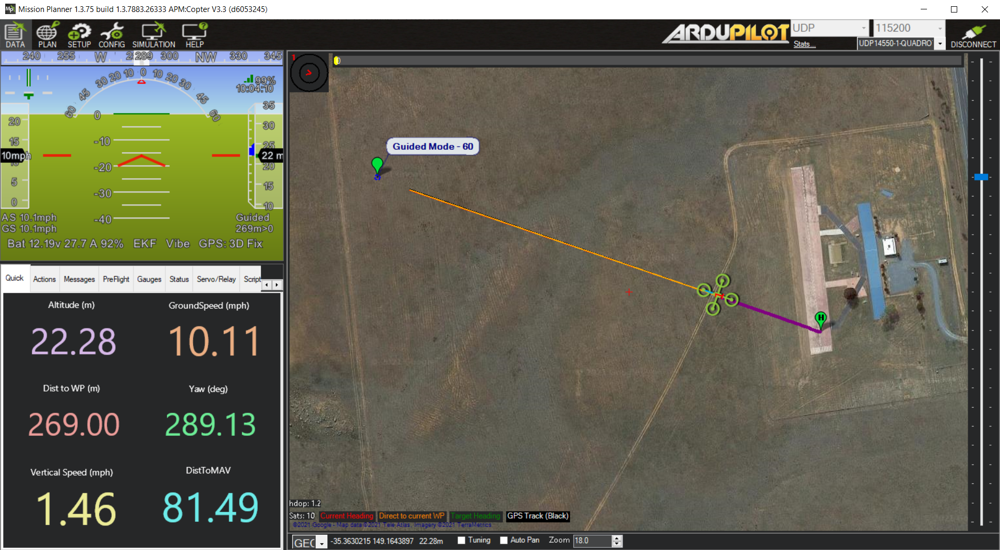 Mission Planner 1.3.75 build 1.3.7883.26333 APM:Copter V3.3 (d6053245)
DATA PLAN SETUP CONFIG SIMULATION HELP
ARDUPILOT
UDP 115200
Stats... UDP14550-1-QUADRO
DISCONNECT
240 255 W 289 300 NW 330 345
60 45 30 20 10 0 10 20 30 45 60
99%
10:04:10
0
-10
-20
-30
-40
20
15
10mph
5
0
35
30
25
22 m
20
15
10
AS 10.1mph
GS 10.1mph
Guided
269m>0
Bat 12.19v 27.7 A 92% EKF Vibe GPS: 3D Fix
Quick Actions Messages PreFlight Gauges Status Servo/Relay Script
Altitude (m) GroundSpeed (mph)
22.28 10.11
Dist to WP (m) Yaw (deg)
269.00 289.13
Vertical Speed (mph) DistToMAV
1.46 81.49
1
0
Guided Mode - 60
H
hdop: 1.2
Sats: 10 Current Heading Direct to current WP Target Heading GPS Track (Black)
©2021 Google - Map data ©2021 Tele Atlas, Imagery ©2021 TerraMetrics
GEO -35.3630215 149.1643897 22.28m Tuning Auto Pan Zoom 18.0